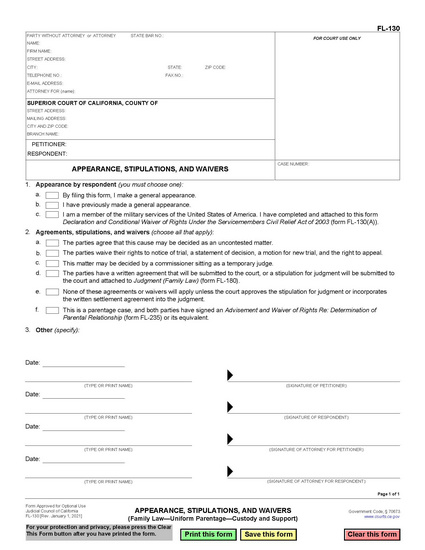 FL-130
PARTY WITHOUT ATTORNEY or ATTORNEY STATE BAR NO.:
FOR COURT USE ONLY
NAME:
FIRM NAME:
STREET ADDRESS:
CITY: STATE: ZIP CODE:
TELEPHONE NO.: FAX NO.:
E-MAIL ADDRESS:
ATTORNEY FOR (name):
SUPERIOR COURT OF CALIFORNIA, COUNTY OF
STREET ADDRESS:
MAILING ADDRESS:
CITY AND ZIP CODE:
BRANCH NAME:
PETITIONER:
RESPONDENT:
APPEARANCE, STIPULATIONS, AND WAIVERS
CASE NUMBER:
1. Appearance by respondent (you must choose one):
a. By filing this form, I make a general appearance.
b. I have previously made a general appearance.
c. I am a member of the military services of the United States of America. I have completed and attached to this form
Declaration and Conditional Waiver of Rights Under the Servicemembers Civil Relief Act of 2003 (form FL-130(A)).
2. Agreements, stipulations, and waivers (choose all that apply):
a. The parties agree that this cause may be decided as an uncontested matter.
b. The parties waive their rights to notice of trial, a statement of decision, a motion for new trial, and the right to appeal.
c. This matter may be decided by a commissioner sitting as a temporary judge.
d. The parties have a written agreement that will be submitted to the court, or a stipulation for judgment will be submitted to
the court and attached to Judgment (Family Law) (form FL-180).
e. None of these agreements or waivers will apply unless the court approves the stipulation for judgment or incorporates
the written settlement agreement into the judgment.
f. This is a parentage case, and both parties have signed an Advisement and Waiver of Rights Re: Determination of
Parental Relationship (form FL-235) or its equivalent.
3. Other (specify):
Date:
(TYPE OR PRINT NAME) (SIGNATURE OF PETITIONER)
Date:
(TYPE OR PRINT NAME) (SIGNATURE OF RESPONDENT)
Date:
(TYPE OR PRINT NAME) (SIGNATURE OF ATTORNEY FOR PETITIONER)
Date:
(TYPE OR PRINT NAME) (SIGNATURE OF ATTORNEY FOR RESPONDENT)
Page 1 of 1
Form Approved for Optional Use
Judicial Council of California
FL-130 [Rev. January 1, 2021]
APPEARANCE, STIPULATIONS, AND WAIVERS
(Family Law—Uniform Parentage—Custody and Support)
Government Code, § 70673
www.courts.ca.gov
For your protection and privacy, please press the Clear
This Form button after you have printed the form.
Print this form Save this form Clear this form